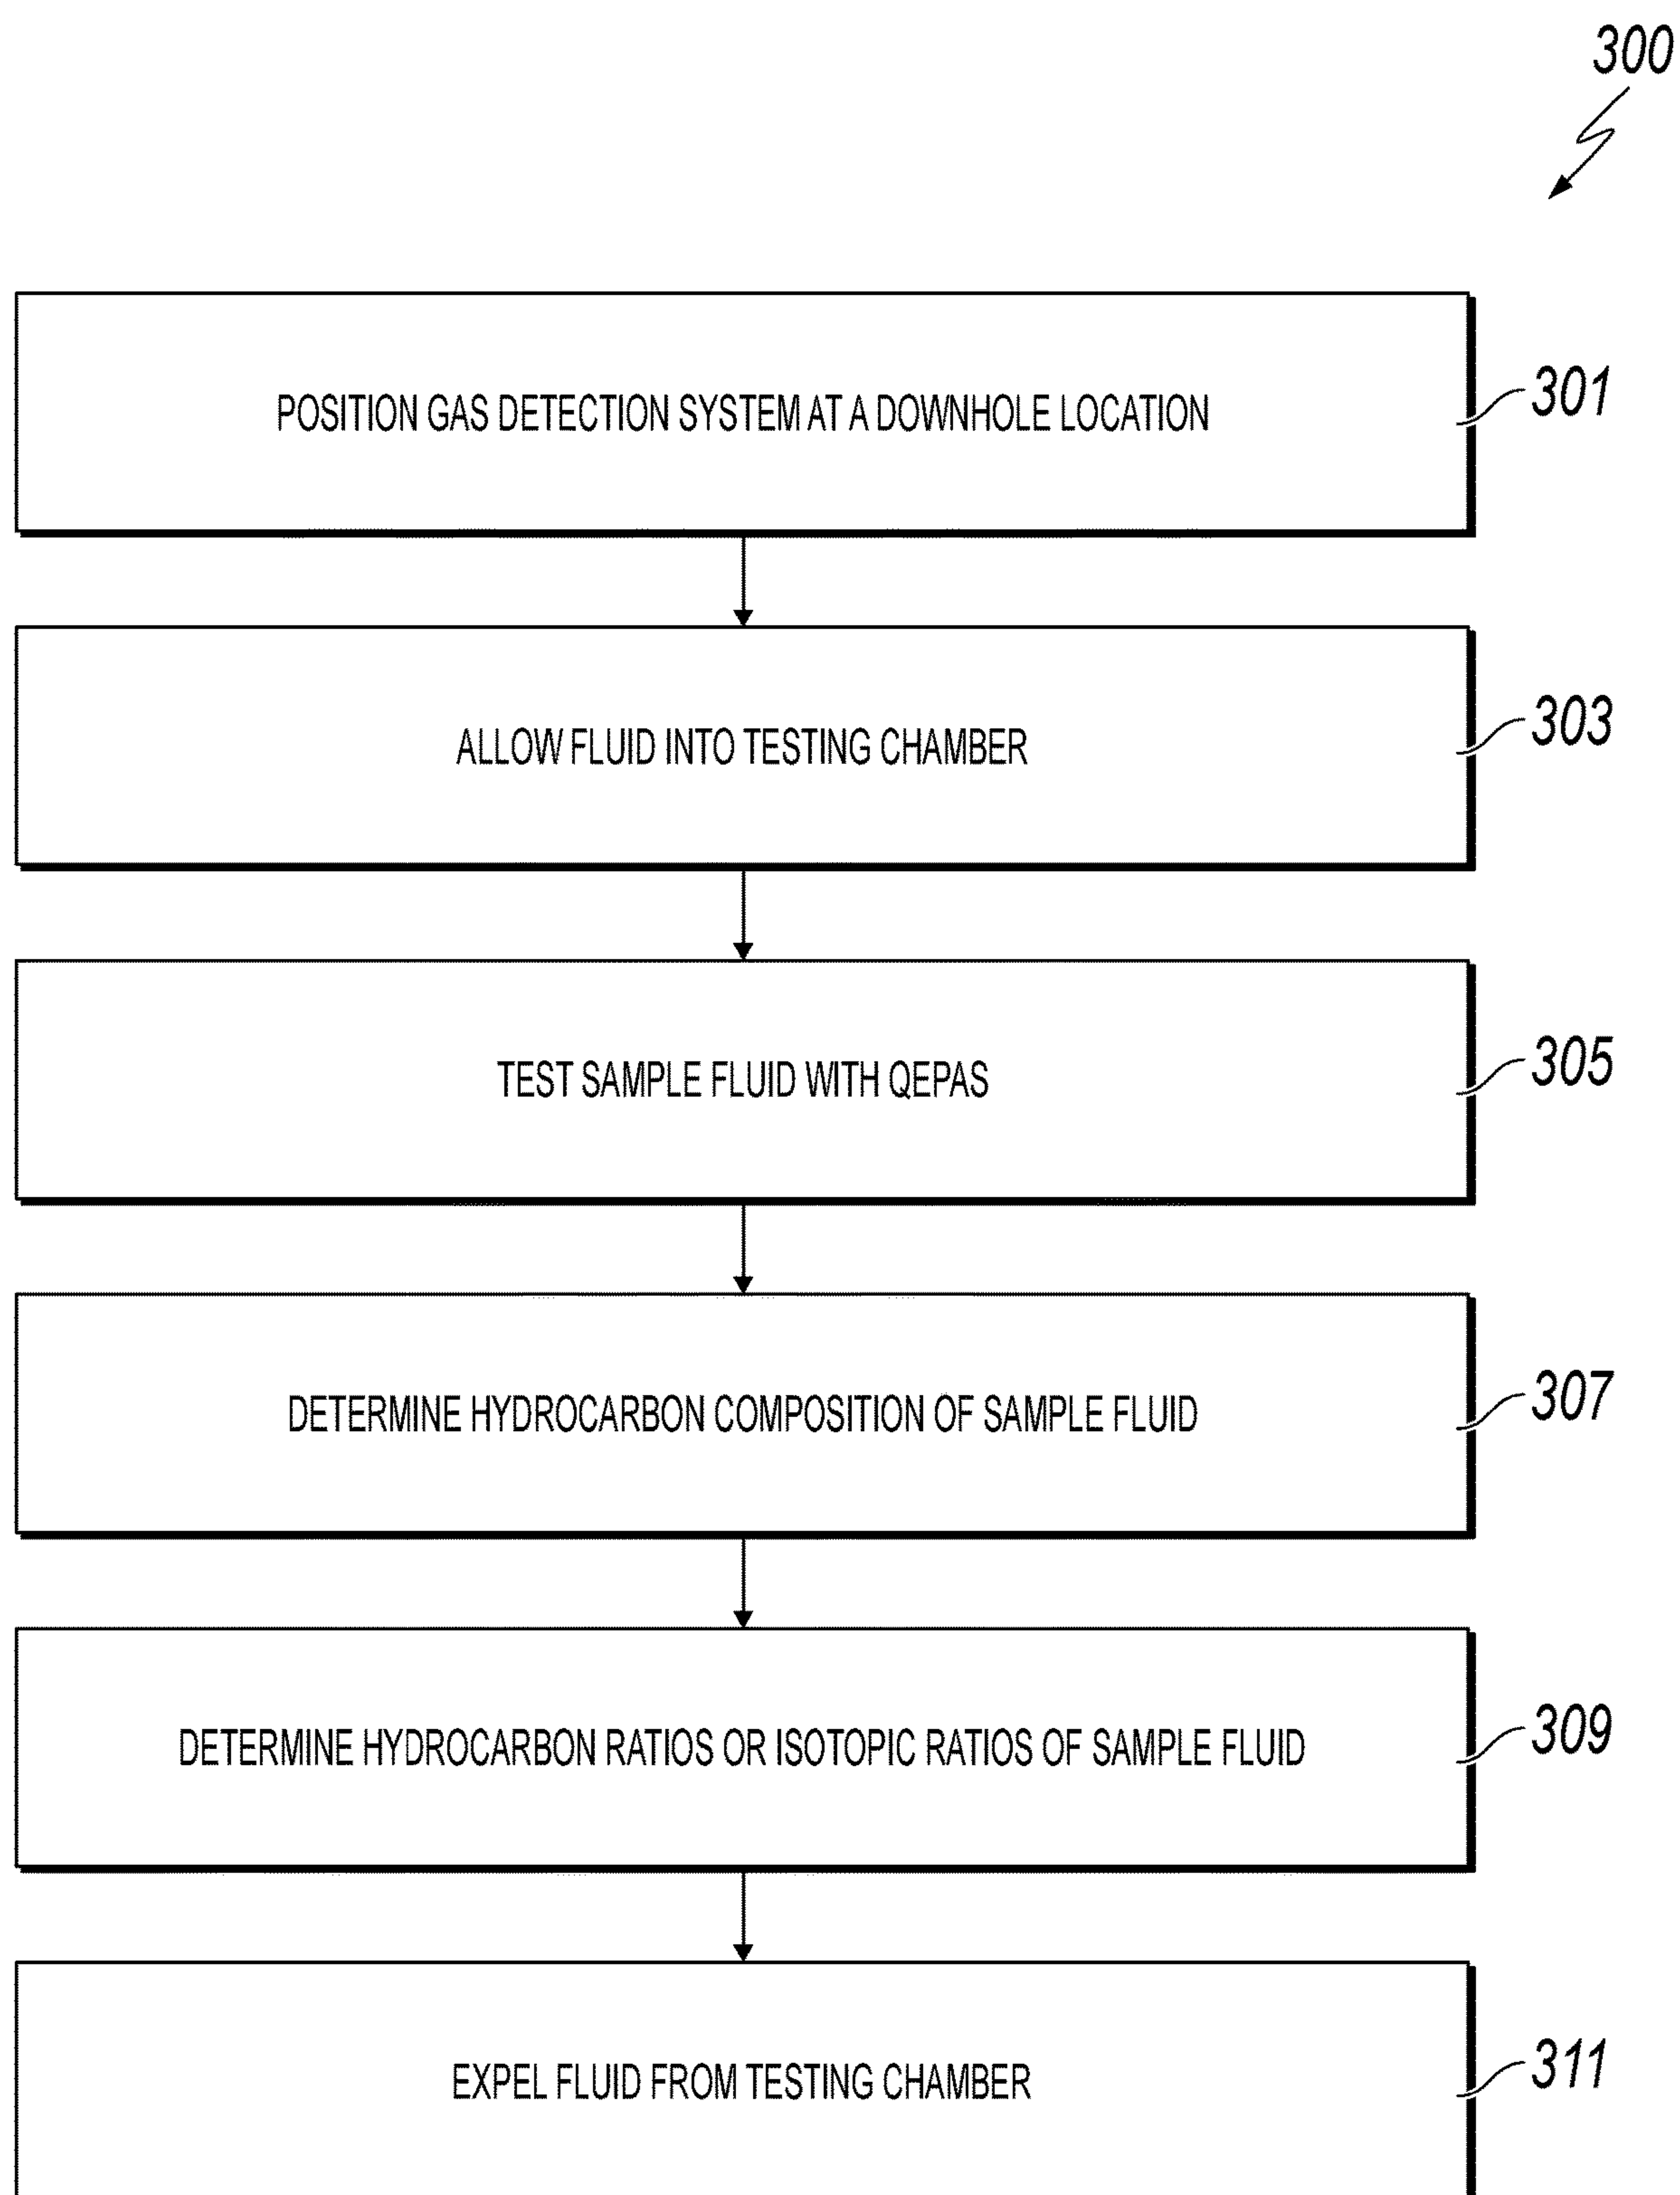 300
POSITION GAS DETECTION SYSTEM AT A DOWNHOLE LOCATION
301
ALLOW FLUID INTO TESTING CHAMBER
303
TEST SAMPLE FLUID WITH QEPAS
305
DETERMINE HYDROCARBON COMPOSITION OF SAMPLE FLUID
307
DETERMINE HYDROCARBON RATIOS OR ISOTOPIC RATIOS OF SAMPLE FLUID
309
EXPEL FLUID FROM TESTING CHAMBER
311